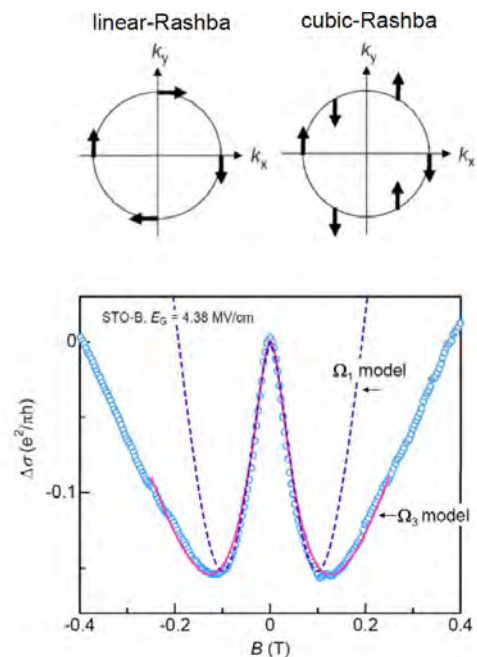 linear-Rashba cubic-Rashba
ky ky
kx kx
STO-B. EG = 4.38 MV/cm
0
Ω1 model
-0.1
Ω3 model
Δσ (e²/πh)
-0.4 -0.2 0 0.2 0.4
B (T)